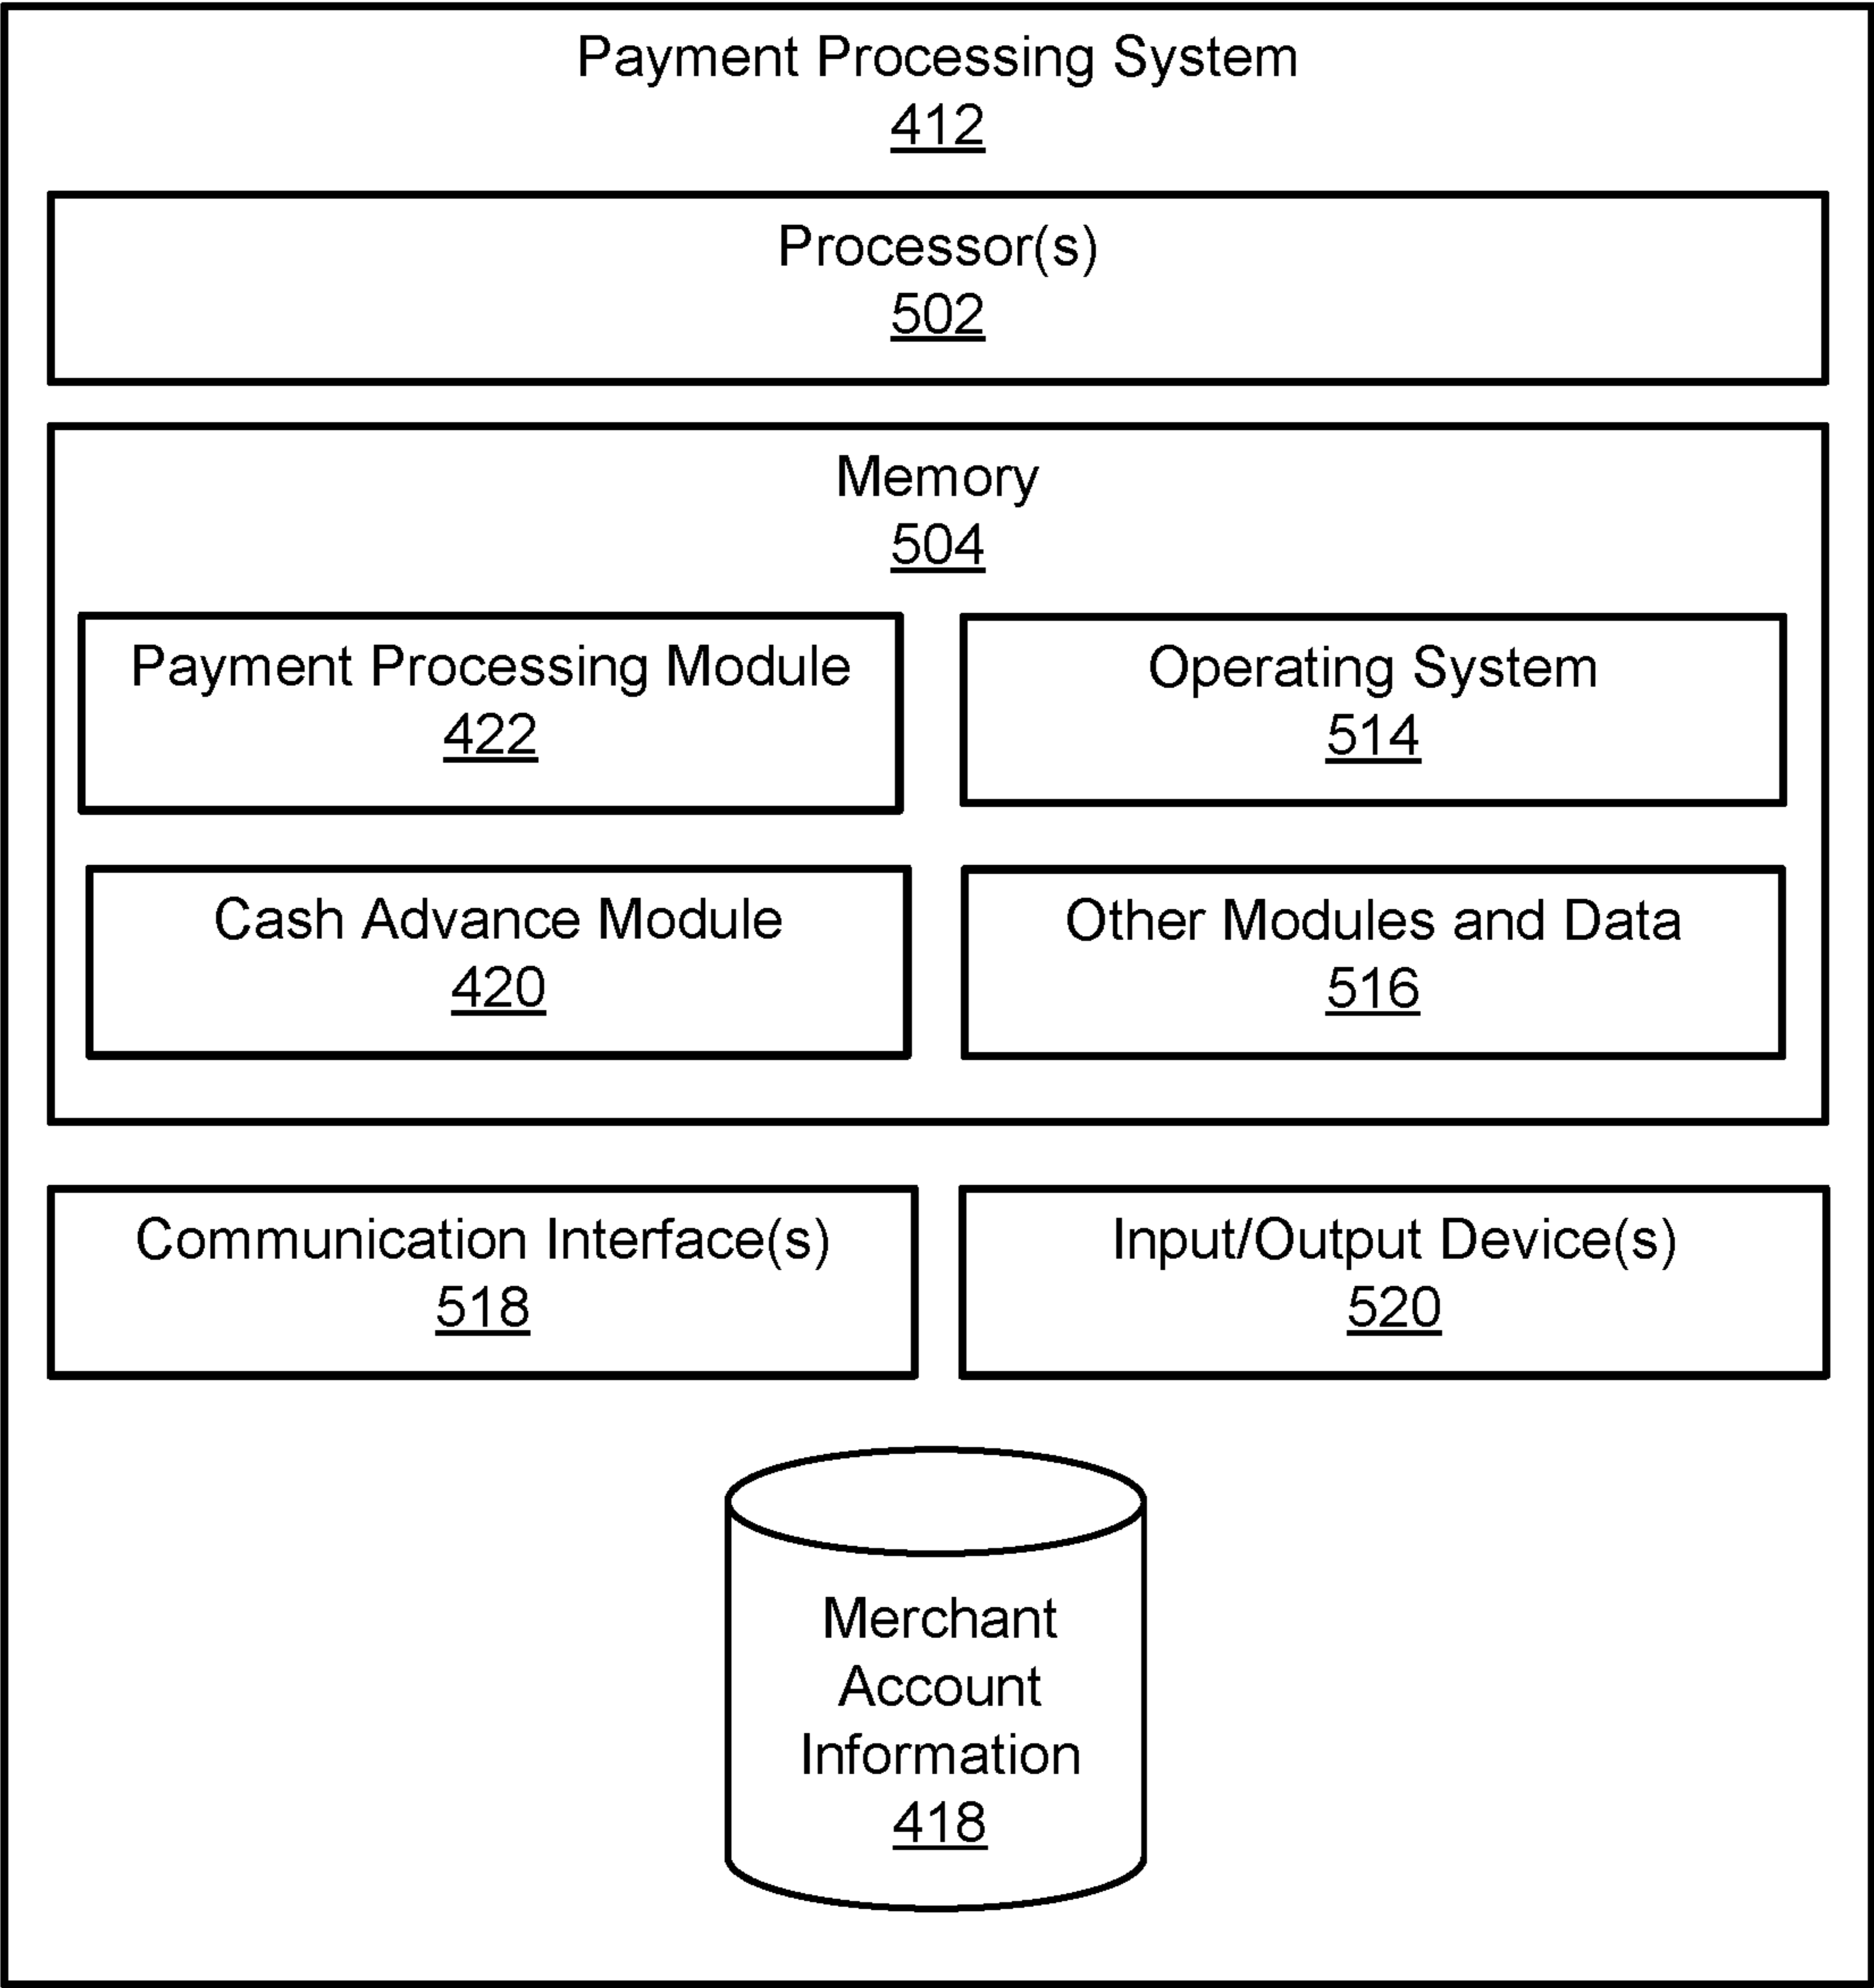 Payment Processing System
412
Processor(s)
502
Memory
504
Payment Processing Module
422
Operating System
514
Cash Advance Module
420
Other Modules and Data
516
Communication Interface(s)
518
Input/Output Device(s)
520
Merchant
Account
Information
418